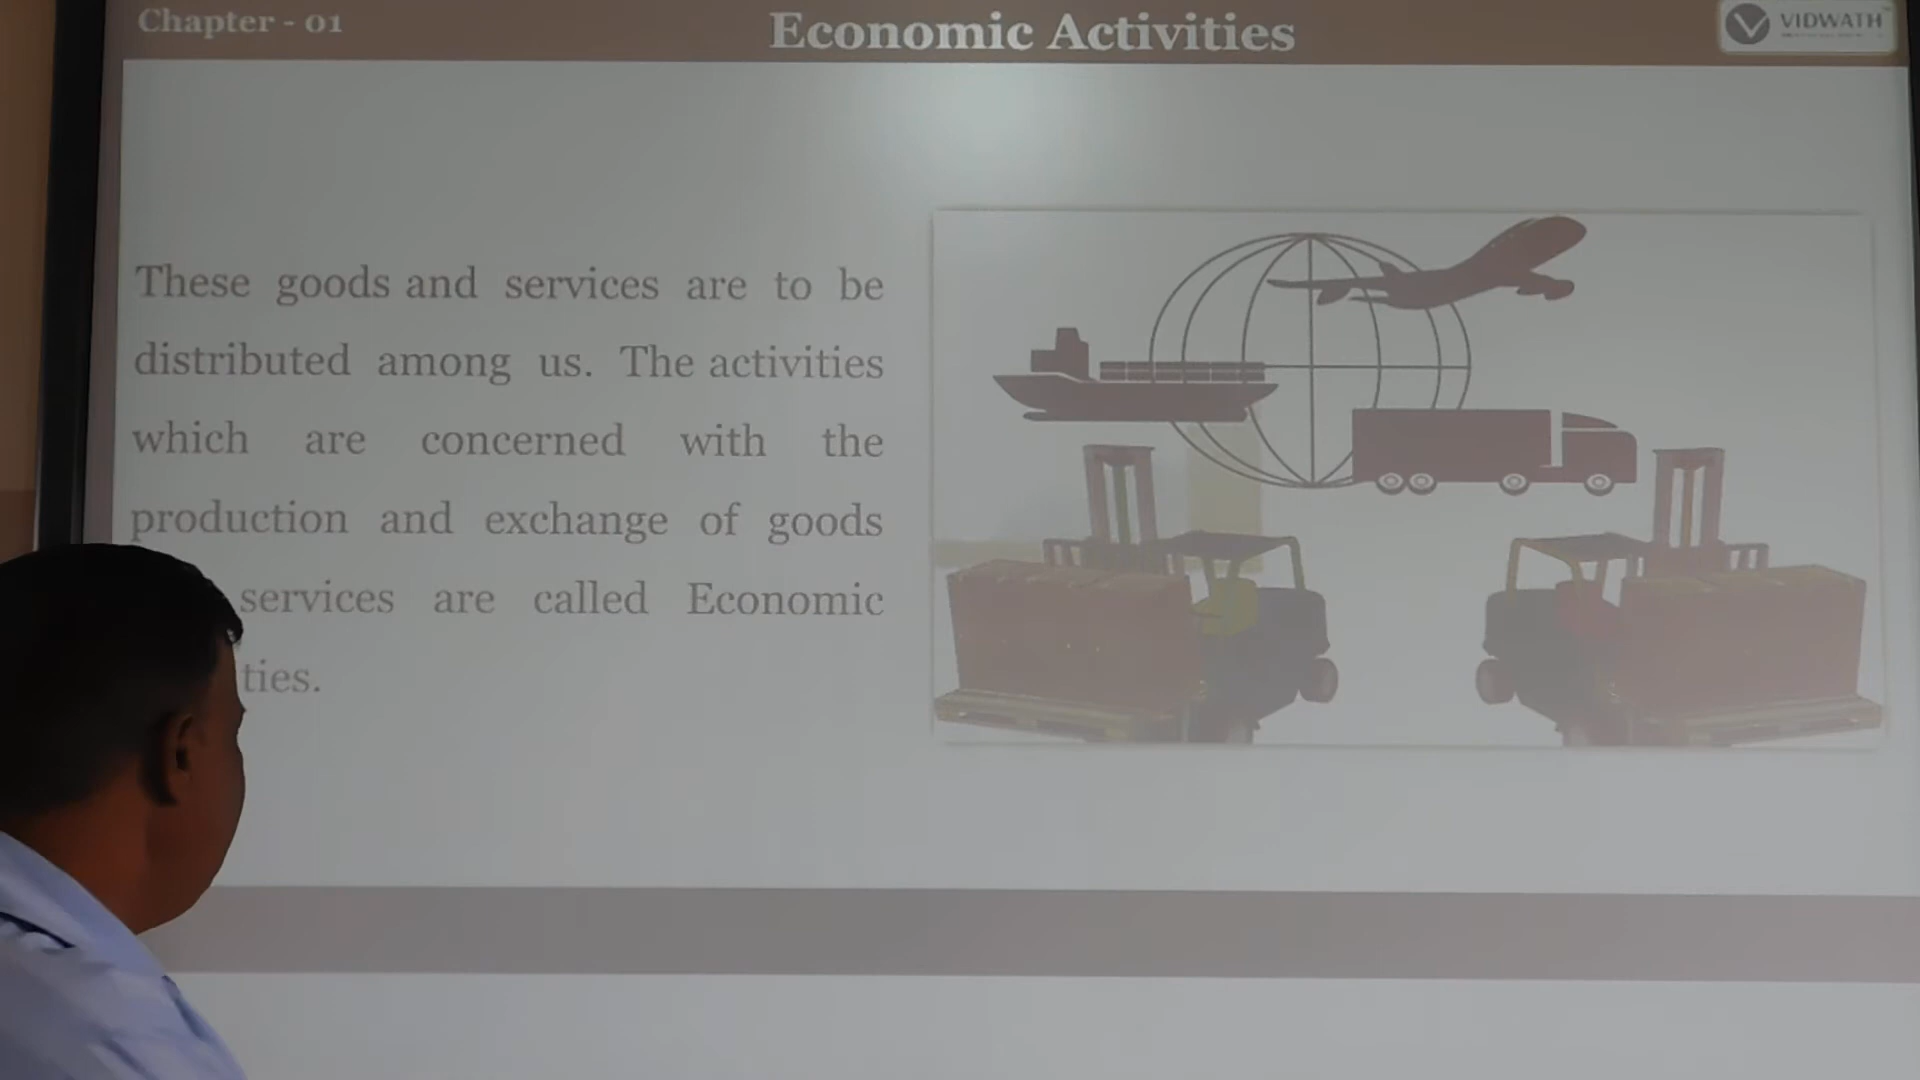 Chapter - 01
Economic Activities
VIDWATH
These goods and services are to be
distributed among us. The activities
which are concerned with the
production and exchange of goods
services are called Economic
ties.